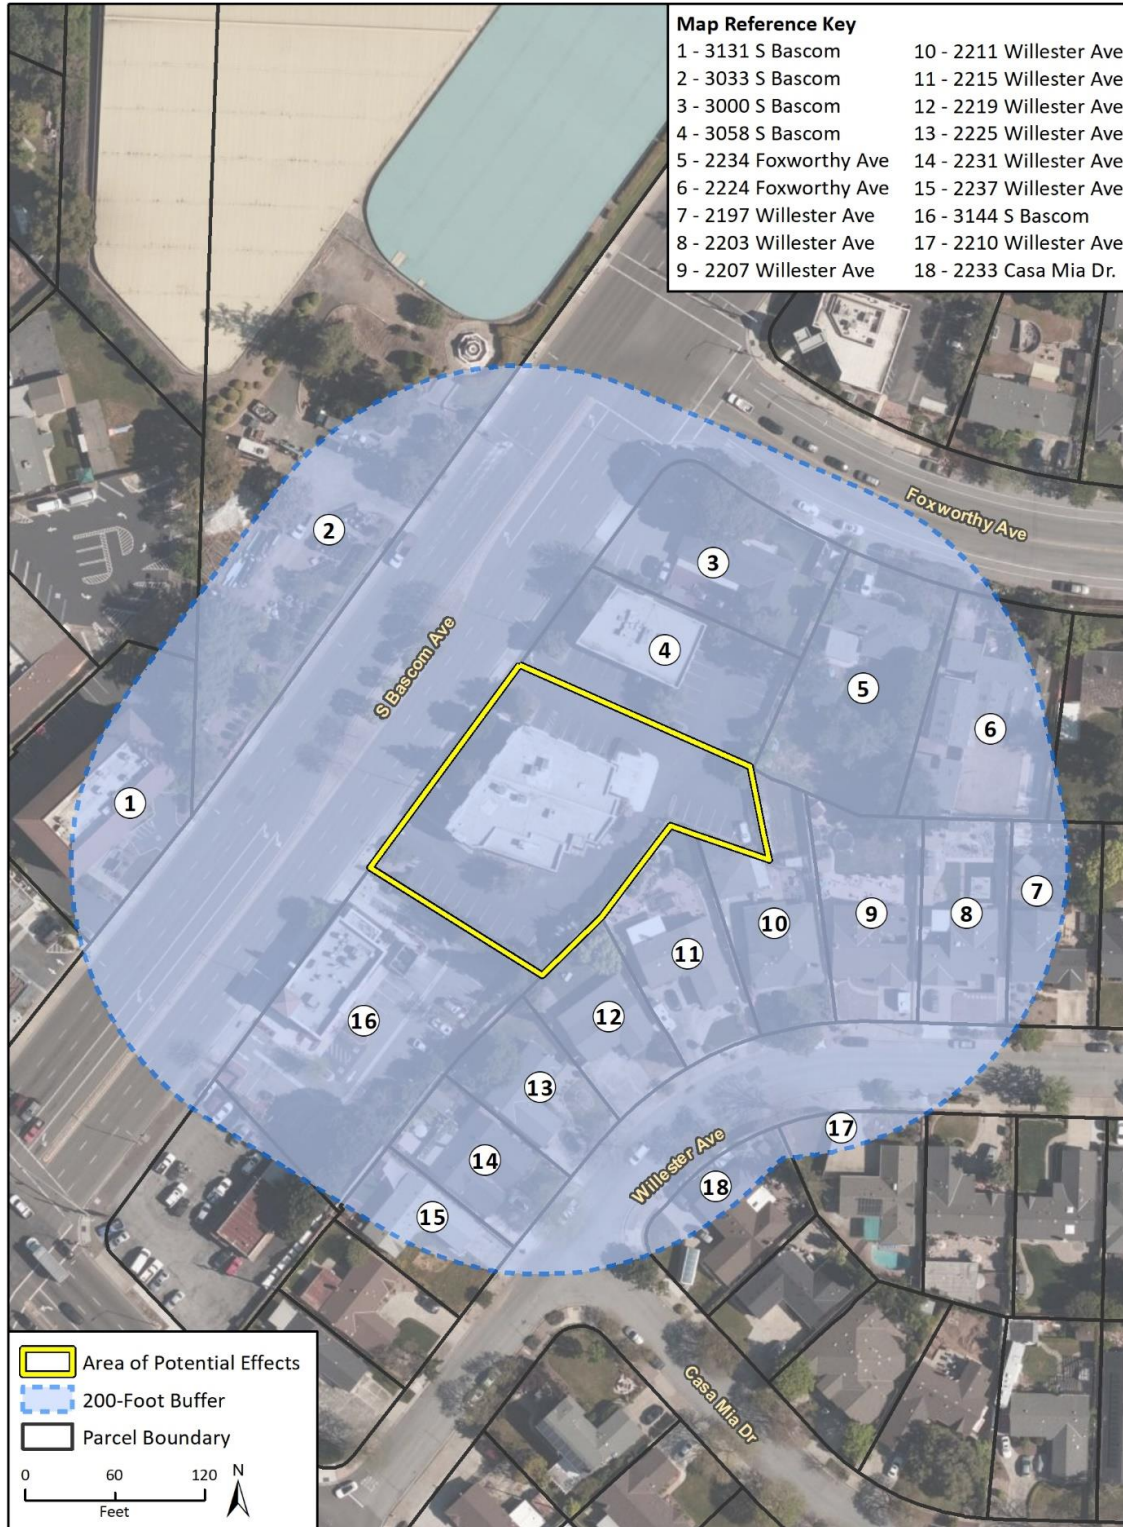 Map Reference Key
1 - 3131 S Bascom
2 - 3033 S Bascom
3 - 3000 S Bascom
4 - 3058 S Bascom
5 - 2234 Foxworthy Ave
6 - 2224 Foxworthy Ave
7 - 2197 Willester Ave
8 - 2203 Willester Ave
9 - 2207 Willester Ave
10 - 2211 Willester Ave
11 - 2215 Willester Ave
12 - 2219 Willester Ave
13 - 2225 Willester Ave
14 - 2231 Willester Ave
15 - 2237 Willester Ave
16 - 3144 S Bascom
17 - 2210 Willester Ave
18 - 2233 Casa Mia Dr.
Foxworthy Ave
2
3
S Bascom Ave
4
5
6
1
7
8
9
10
11
16
12
13
17
14
Willester Ave
18
15
Casa Mia Dr
Area of Potential Effects
200-Foot Buffer
Parcel Boundary
0 60 120
Feet
N